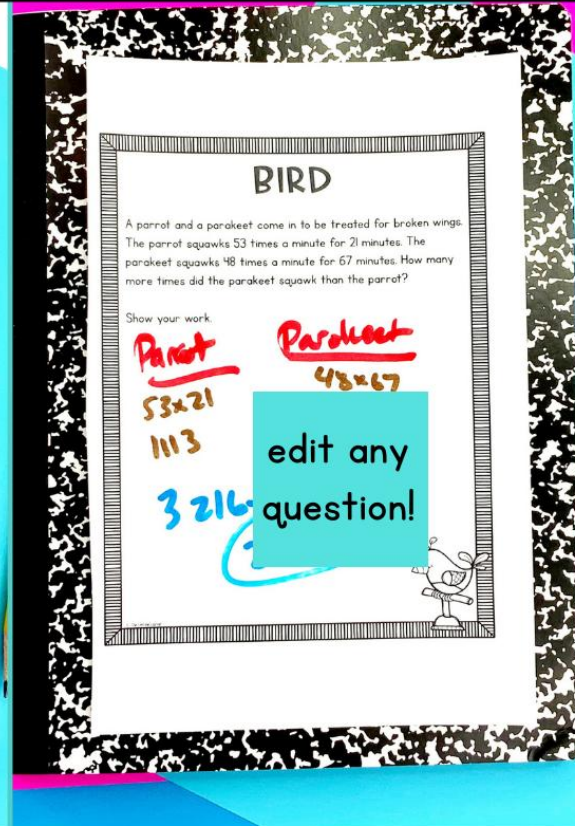 BIRD
A parrot and a parakeet come in to be treated for broken wings.
The parrot squawks 53 times a minute for 21 minutes. The
parakeet squawks 48 times a minute for 67 minutes. How many
more times did the parakeet squawk than the parrot?
Show your work.
Parrot
Parakeet
53x21
48x67
1113
edit any
question!
3216